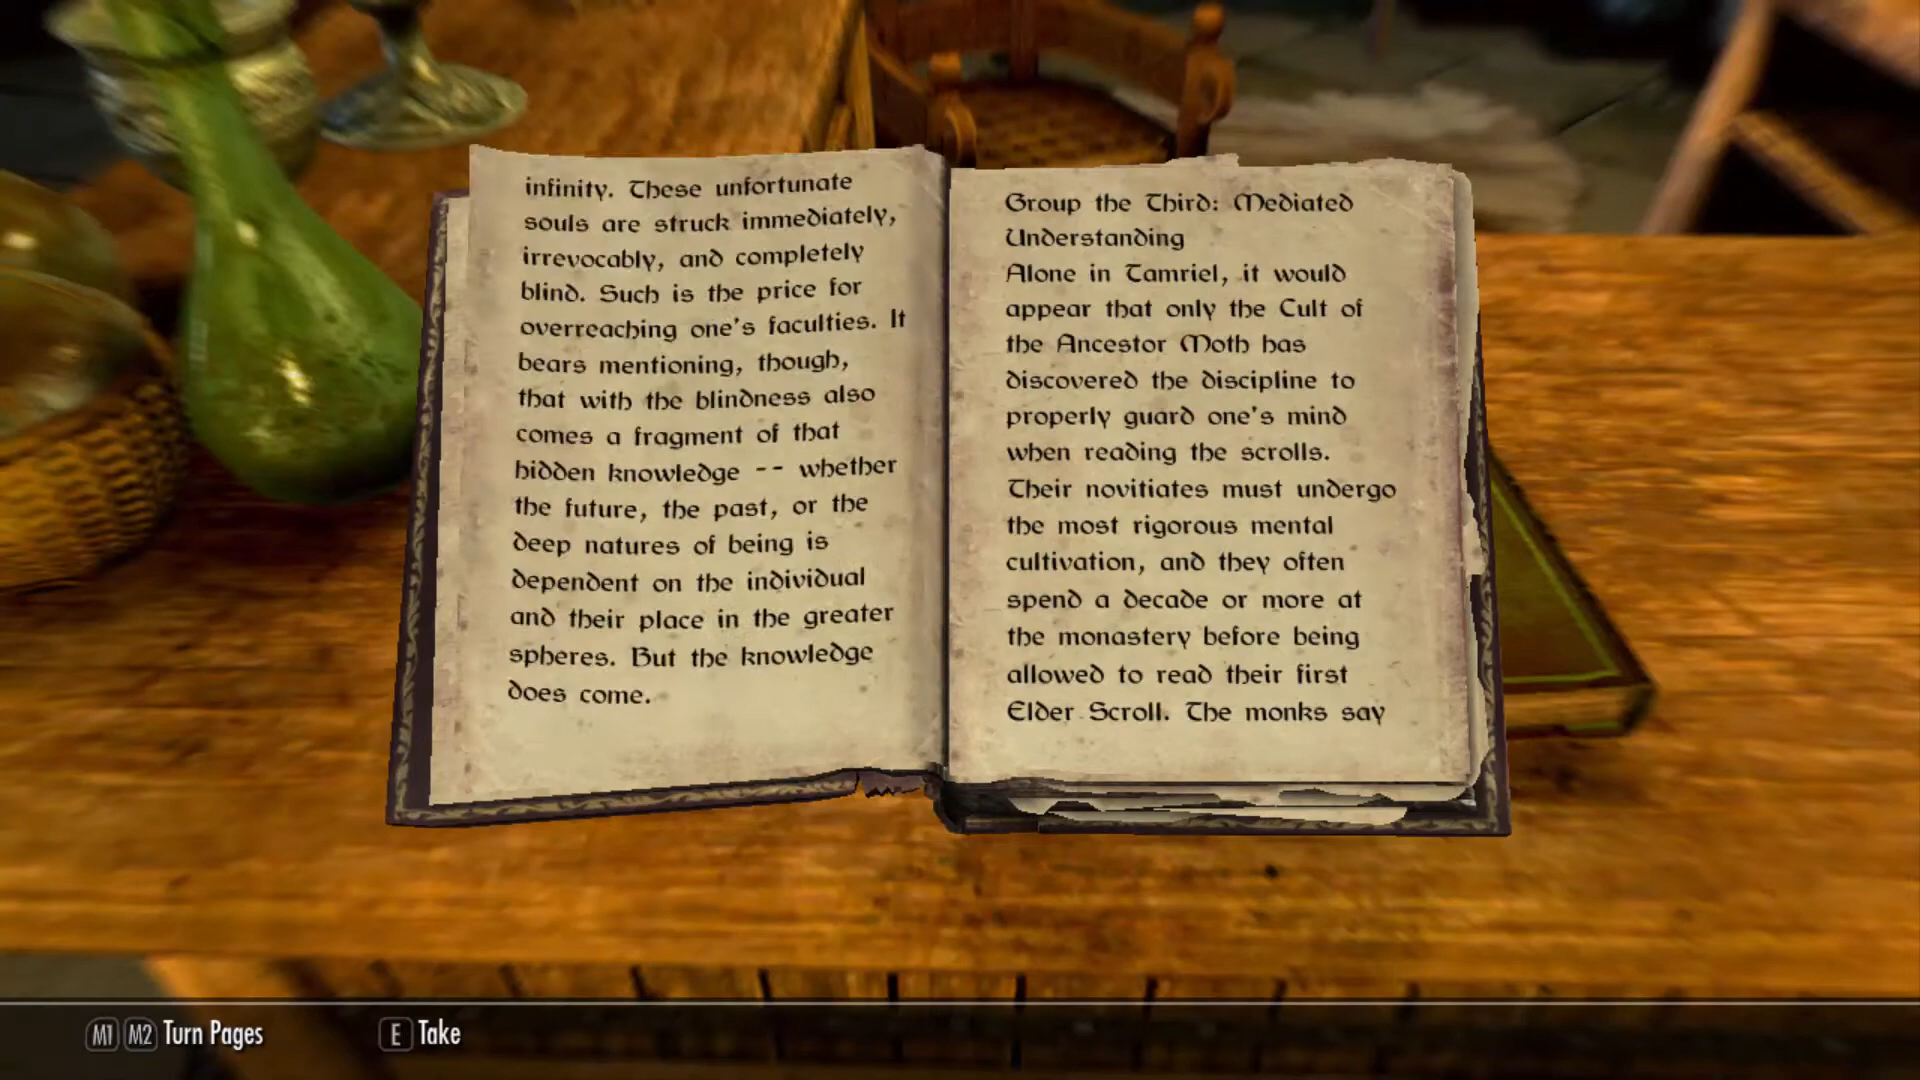 infinity. These unfortunate
souls are struck immediately,
irrevocably, and completely
blind. Such is the price for
overreaching one's faculties. It
bears mentioning, though,
that with the blindness also
comes a fragment of that
hidden knowledge -- whether
the future, the past, or the
deep natures of being is
dependent on the individual
and their place in the greater
spheres. But the knowledge
does come.
Group the Third: Mediated
Understanding
Alone in Tamriel, it would
appear that only the Cult of
the Ancestor Moth has
discovered the discipline to
properly guard one's mind
when reading the scrolls.
Their novitiates must undergo
the most rigorous mental
cultivation, and they often
spend a decade or more at
the monastery before being
allowed to read their first
Elder Scroll. The monks say
M1 M2 Turn Pages
E Take